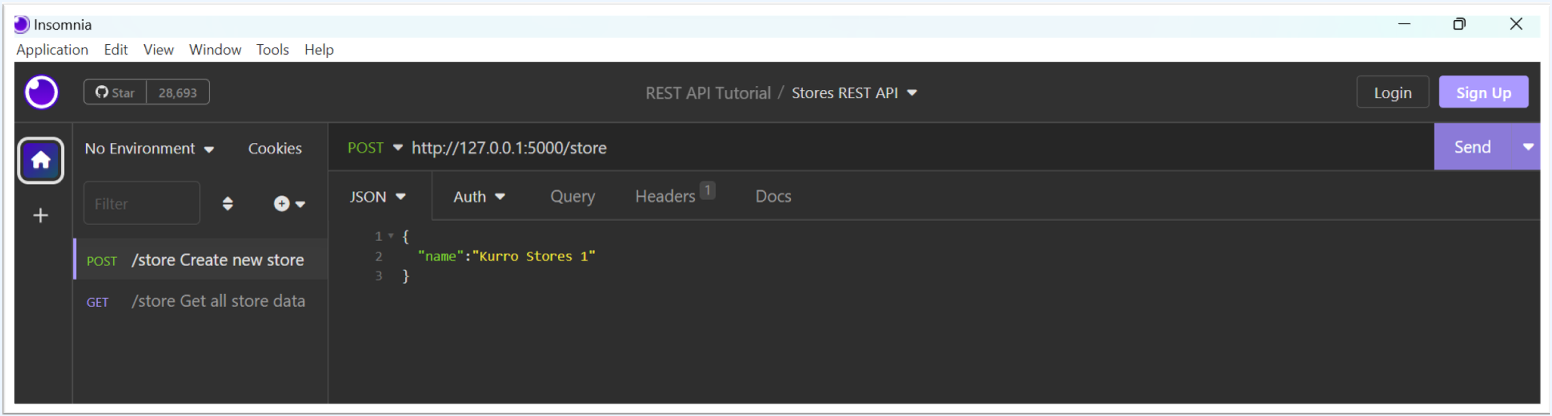 Insomnia
Application Edit View Window Tools Help
Star 28,693 REST API Tutorial / Stores REST API Login Sign Up
No Environment Cookies POST http://127.0.0.1:5000/store Send
Filter JSON Auth Query Headers 1 Docs
1 {
2 "name":"Kurro Stores 1"
3 }
POST /store Create new store
GET /store Get all store data